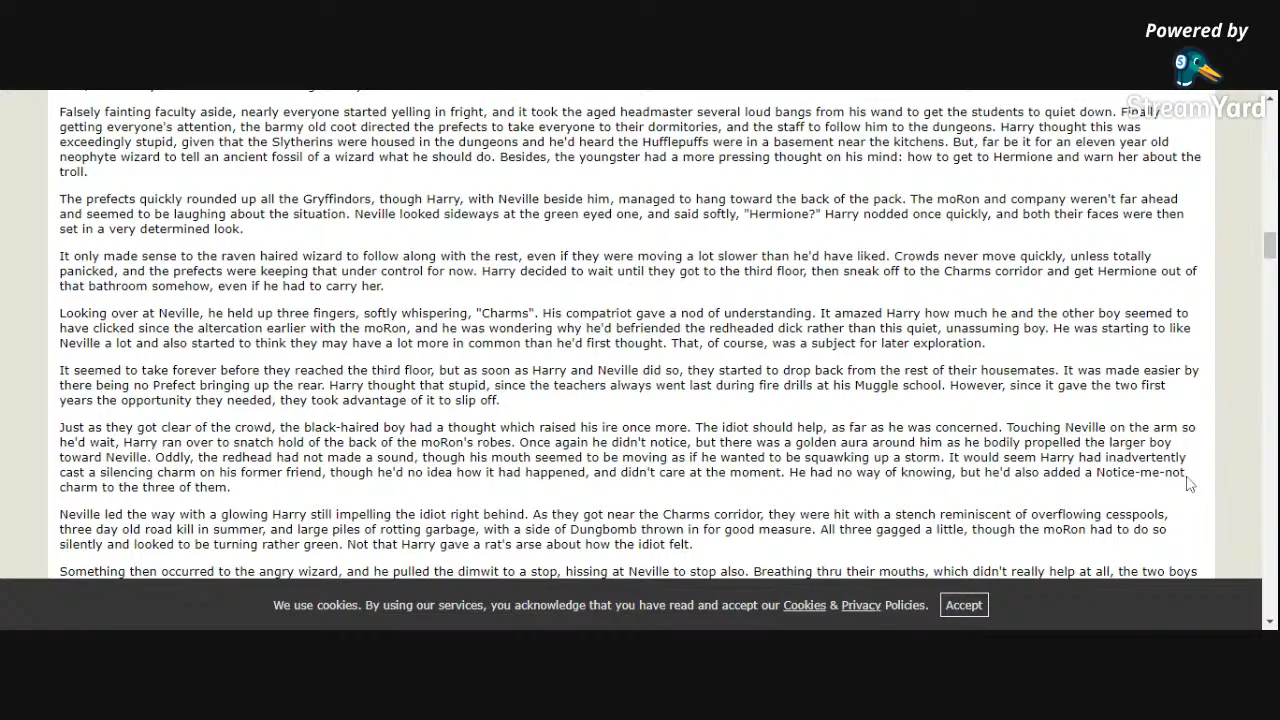 Powered by
StreamYard
Falsely fainting faculty aside, nearly everyone started yelling in fright, and it took the aged headmaster several loud bangs from his wand to get the students to quiet down. Finally
getting everyone's attention, the barmy old coot directed the prefects to take everyone to their dormitories, and the staff to follow him to the dungeons. Harry thought this was
exceedingly stupid, given that the Slytherins were housed in the dungeons and he'd heard the Hufflepuffs were in a basement near the kitchens. But, far be it for an eleven year old
neophyte wizard to tell an ancient fossil of a wizard what he should do. Besides, the youngster had a more pressing thought on his mind: how to get to Hermione and warn her about the
troll.
The prefects quickly rounded up all the Gryffindors, though Harry, with Neville beside him, managed to hang toward the back of the pack. The moRon and company weren't far ahead
and seemed to be laughing about the situation. Neville looked sideways at the green eyed one, and said softly, "Hermione?" Harry nodded once quickly, and both their faces were then
set in a very determined look.
It only made sense to the raven haired wizard to follow along with the rest, even if they were moving a lot slower than he'd have liked. Crowds never move quickly, unless totally
panicked, and the prefects were keeping that under control for now. Harry decided to wait until they got to the third floor, then sneak off to the Charms corridor and get Hermione out of
that bathroom somehow, even if he had to carry her.
Looking over at Neville, he held up three fingers, softly whispering, "Charms". His compatriot gave a nod of understanding. It amazed Harry how much he and the other boy seemed to
have clicked since the altercation earlier with the moRon, and he was wondering why he'd befriended the redheaded dick rather than this quiet, unassuming boy. He was starting to like
Neville a lot and also started to think they may have a lot more in common than he'd first thought. That, of course, was a subject for later exploration.
It seemed to take forever before they reached the third floor, but as soon as Harry and Neville did so, they started to drop back from the rest of their housemates. It was made easier by
there being no Prefect bringing up the rear. Harry thought that stupid, since the teachers always went last during fire drills at his Muggle school. However, since it gave the two first
years the opportunity they needed, they took advantage of it to slip off.
Just as they got clear of the crowd, the black-haired boy had a thought which raised his ire once more. The idiot should help, as far as he was concerned. Touching Neville on the arm so
he'd wait, Harry ran over to snatch hold of the back of the moRon's robes. Once again he didn't notice, but there was a golden aura around him as he bodily propelled the larger boy
toward Neville. Oddly, the redhead had not made a sound, though his mouth seemed to be moving as if he wanted to be squawking up a storm. It would seem Harry had inadvertently
cast a silencing charm on his former friend, though he'd no idea how it had happened, and didn't care at the moment. He had no way of knowing, but he'd also added a Notice-me-not
charm to the three of them.
Neville led the way with a glowing Harry still impelling the idiot right behind. As they got near the Charms corridor, they were hit with a stench reminiscent of overflowing cesspools,
three day old road kill in summer, and large piles of rotting garbage, with a side of Dungbomb thrown in for good measure. All three gagged a little, though the moRon had to do so
silently and looked to be turning rather green. Not that Harry gave a rat's arse about how the idiot felt.
Something then occurred to the angry wizard, and he pulled the dimwit to a stop, hissing at Neville to stop also. Breathing thru their mouths, which didn't really help at all, the two boys
We use cookies. By using our services, you acknowledge that you have read and accept our Cookies & Privacy Policies. Accept